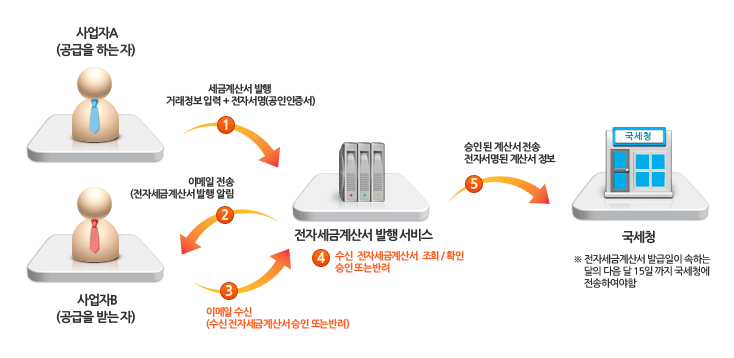 사업자A
(공급을 하는 자)
세금계산서 발행
거래정보 입력 + 전자서명(공인인증서)
1
이메일 전송
(전자세금계산서 발행 알림
2
사업자B
(공급을 받는 자)
3
이메일 수신
(수신 전자세금계산서 승인 또는 반려)
전자세금계산서 발행 서비스
4 수신 전자세금계산서 조회 / 확인
승인 또는 반려
승인 된 계산서 전송
전자서명된 계산서 정보
5
국세청
국세청
※ 전자세금계산서 발급일이 속하는
달의 다음 달 15일 까지 국세청에
전송하여야함